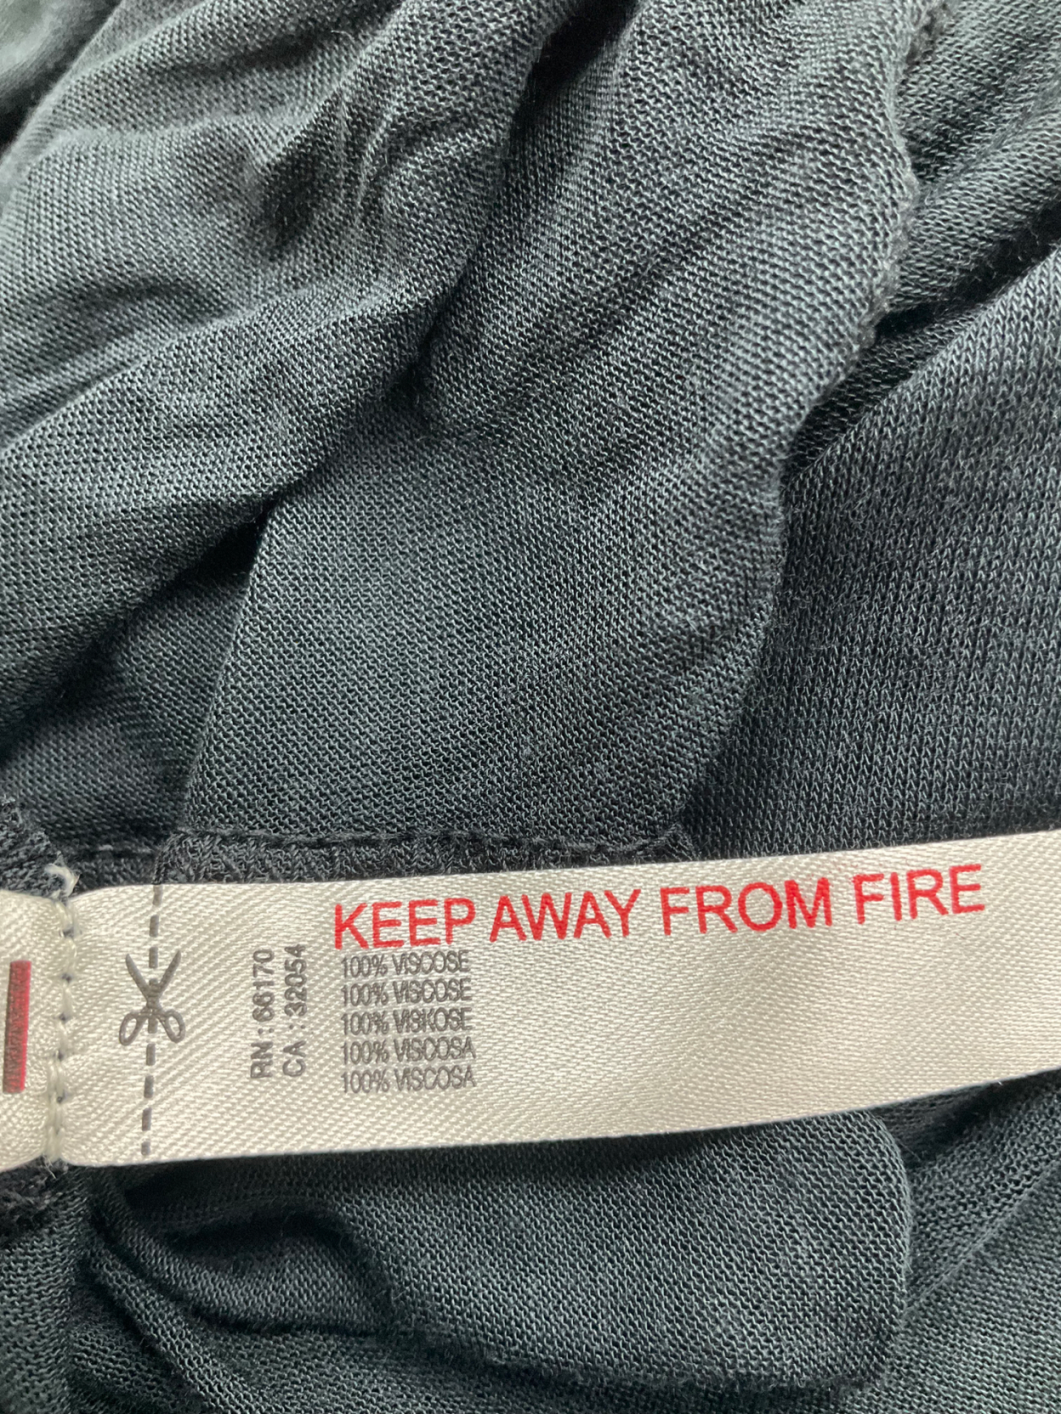 KEEP AWAY FROM FIRE
RN : 66170
CA : 32054
100% VISCOSE
100% VISCOSE
100% VISKOSE
100% VISCOSA
100% VISCOSA